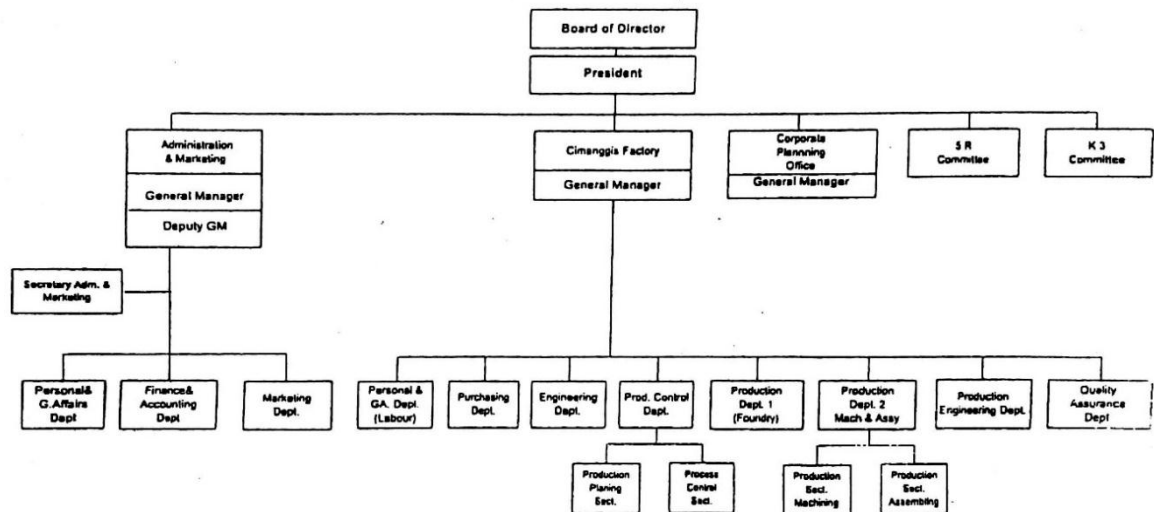 Board of Director
President
Administration
& Marketing
General Manager
Deputy GM
Cimanggis Factory
General Manager
Corporate
Plannning
Office
General Manager
5 R
Committee
K 3
Committee
Secretary Adm. &
Marketing
Personal&
G.Affairs
Dept
Finance&
Accounting
Dept
Marketing
Dept.
Personal &
GA. Dept.
(Labour)
Purchasing
Dept.
Engineering
Dept.
Prod. Control
Dept.
Production
Dept. 1
(Foundry)
Production
Dept. 2
Mach & Assy
Production
Engineering Dept.
Quality
Assurance
Dept
Production
Planing
Sect.
Process
Control
Sect.
Production
Sect.
Machining
Production
Sect.
Assembling